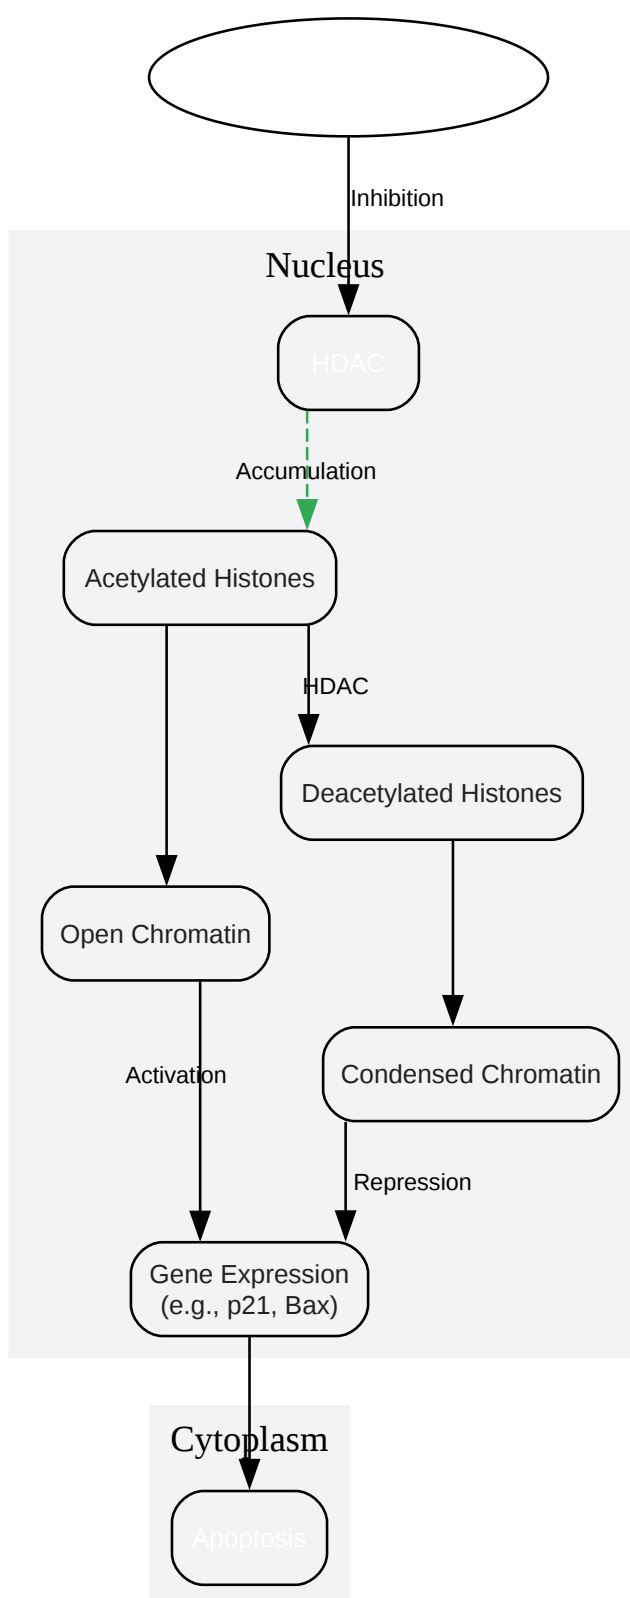 Inhibition
Nucleus
HDAC
Accumulation
Acetylated Histones
HDAC
Deacetylated Histones
Open Chromatin
Condensed Chromatin
Activation
Repression
Gene Expression
(e.g., p21, Bax)
Cytoplasm
Apoptosis